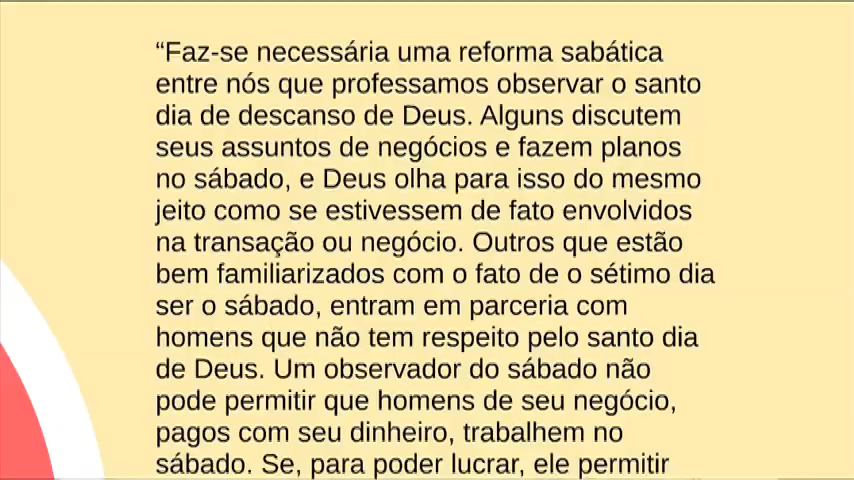 “Faz-se necessária uma reforma sabática
entre nós que professamos observar o santo
dia de descanso de Deus. Alguns discutem
seus assuntos de negócios e fazem planos
no sábado, e Deus olha para isso do mesmo
jeito como se estivessem de fato envolvidos
na transação ou negócio. Outros que estão
bem familiarizados com o fato de o sétimo dia
ser o sábado, entram em parceria com
homens que não tem respeito pelo santo dia
de Deus. Um observador do sábado não
pode permitir que homens de seu negócio,
pagos com seu dinheiro, trabalhem no
sábado. Se, para poder lucrar, ele permitir